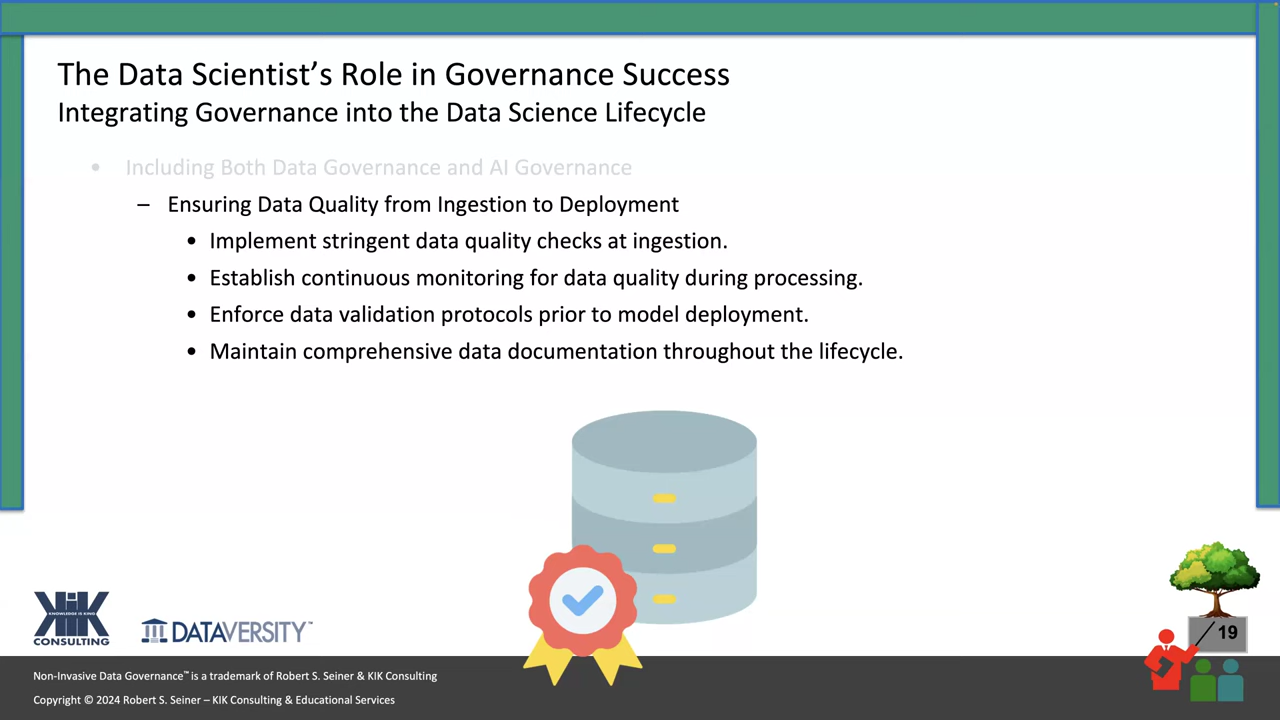 The Data Scientist's Role in Governance Success
Integrating Governance into the Data Science Lifecycle
• Including Both Data Governance and AI Governance
– Ensuring Data Quality from Ingestion to Deployment
• Implement stringent data quality checks at ingestion.
• Establish continuous monitoring for data quality during processing.
• Enforce data validation protocols prior to model deployment.
• Maintain comprehensive data documentation throughout the lifecycle.
KIK
KNOWLEDGE IS KING
CONSULTING
DATAVERSITY™
19
Non-Invasive Data Governance™ is a trademark of Robert S. Seiner & KIK Consulting
Copyright © 2024 Robert S. Seiner – KIK Consulting & Educational Services